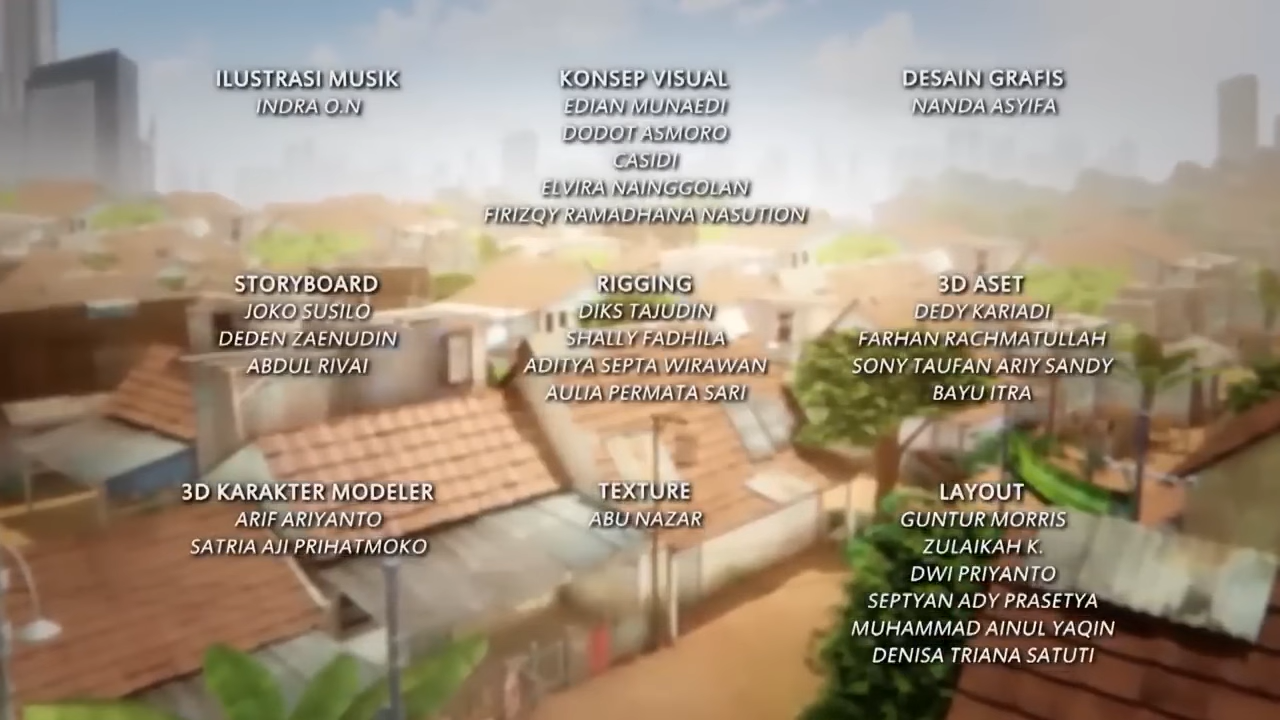 ILUSTRASI MUSIK
INDRA O.N
KONSEP VISUAL
EDIAN MUNAEDI
DODOT ASMORO
CASIDI
ELVIRA NAINGGOLAN
FIRIZQY RAMADHANA NASUTION
DESAIN GRAFIS
NANDA ASYIFA
STORYBOARD
JOKO SUSILO
DEDEN ZAENUDIN
ABDUL RIVAI
RIGGING
DIKS TAJUDIN
SHALLY FADHILA
ADITYA SEPTA WIRAWAN
AULIA PERMATA SARI
3D ASET
DEDY KARIADI
FARHAN RACHMATULLAH
SONY TAUFAN ARIY SANDY
BAYU ITRA
3D KARAKTER MODELER
ARIF ARIYANTO
SATRIA AJI PRIHATMOKO
TEXTURE
ABU NAZAR
LAYOUT
GUNTUR MORRIS
ZULAIKAH K.
DWI PRIYANTO
SEPTYAN ADY PRASETYA
MUHAMMAD AINUL YAQIN
DENISA TRIANA SATUTI